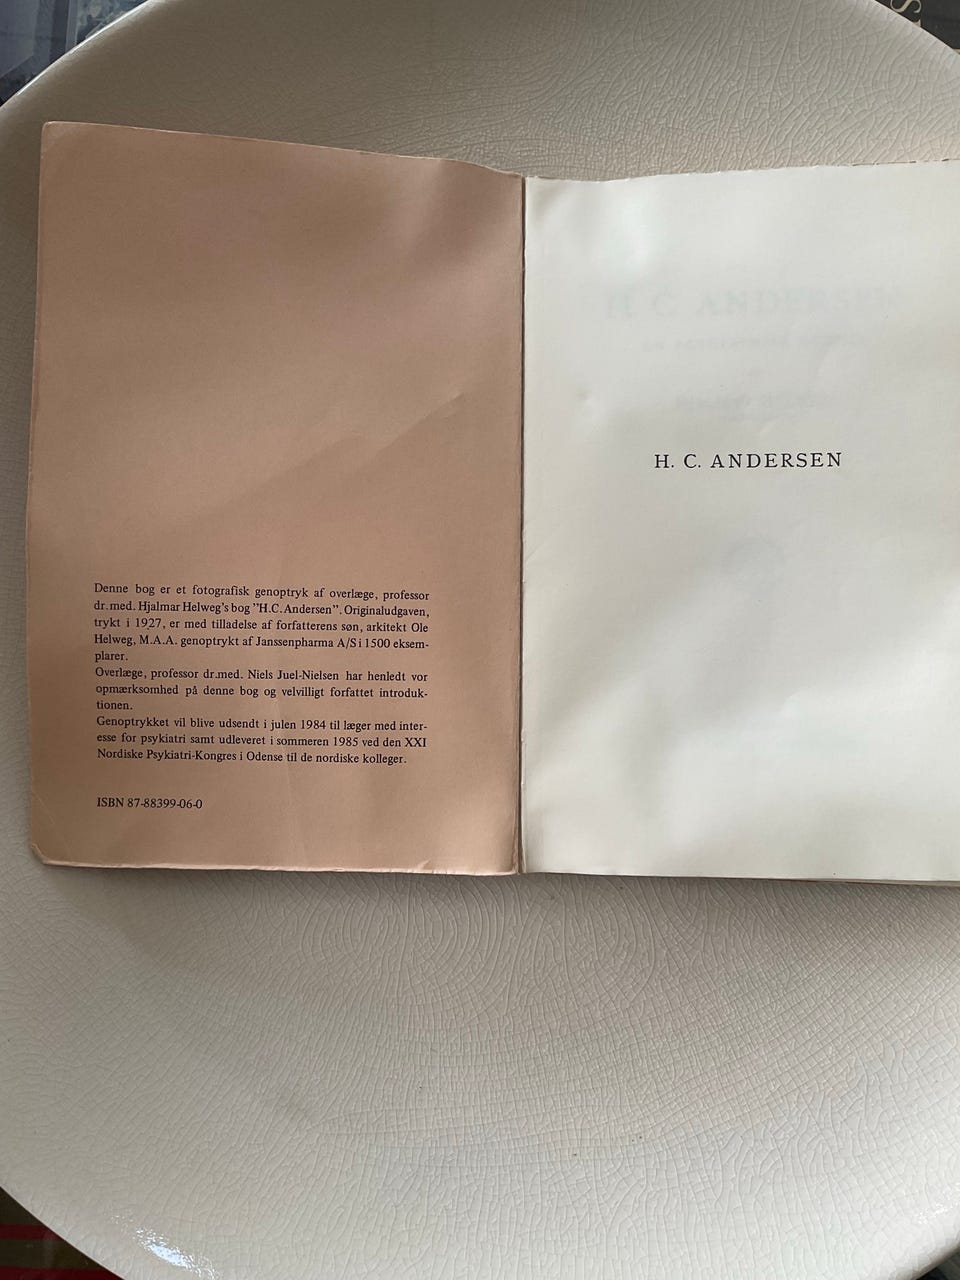 Denne bog er et fotografisk genoptryk af overlæge, professor
dr.med. Hjalmar Helweg's bog ”H.C. Andersen”. Originaludgaven,
trykt i 1927, er med tilladelse af forfatterens søn, arkitekt Ole
Helweg, M.A.A. genoptrykt af Janssenpharma A/S i 1500 eksem-
plarer.
Overlæge, professor dr.med. Niels Juel-Nielsen har henledt vor
opmærksomhed på denne bog og velvilligt forfattet introduk-
tionen.
Genoptrykket vil blive udsendt i julen 1984 til læger med inter-
esse for psykiatri samt udleveret i sommeren 1985 ved den XXI
Nordiske Psykiatri-Kongres i Odense til de nordiske kolleger.
ISBN 87-88399-06-0
H. C. ANDERSEN
H. C. ANDERSEN